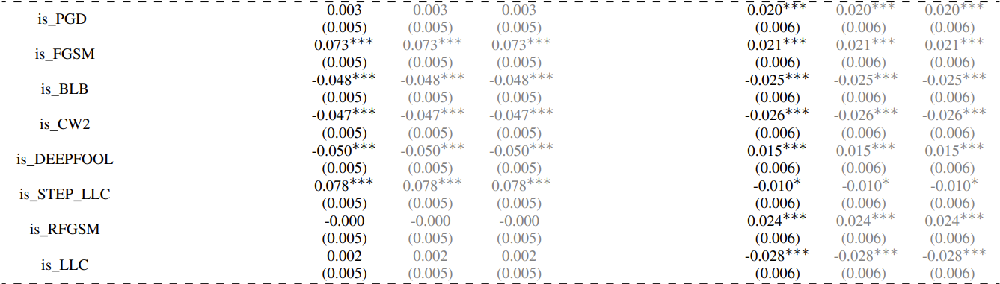 is_PGD 0.003 0.003 0.003 0.020*** 0.020*** 0.020***
(0.005) (0.005) (0.005) (0.006) (0.006) (0.006)
is_FGSM 0.073*** 0.073*** 0.073*** 0.021*** 0.021*** 0.021***
(0.005) (0.005) (0.005) (0.006) (0.006) (0.006)
is_BLB -0.048*** -0.048*** -0.048*** -0.025*** -0.025*** -0.025***
(0.005) (0.005) (0.005) (0.006) (0.006) (0.006)
is_CW2 -0.047*** -0.047*** -0.047*** -0.026*** -0.026*** -0.026***
(0.005) (0.005) (0.005) (0.006) (0.006) (0.006)
is_DEEPFOOL -0.050*** -0.050*** -0.050*** 0.015*** 0.015*** 0.015***
(0.005) (0.005) (0.005) (0.006) (0.006) (0.006)
is_STEP_LLC 0.078*** 0.078*** 0.078*** -0.010* -0.010* -0.010*
(0.005) (0.005) (0.005) (0.006) (0.006) (0.006)
is_RFGSM -0.000 -0.000 -0.000 0.024*** 0.024*** 0.024***
(0.005) (0.005) (0.005) (0.006) (0.006) (0.006)
is_LLC 0.002 0.002 0.002 -0.028*** -0.028*** -0.028***
(0.005) (0.005) (0.005) (0.006) (0.006) (0.006)